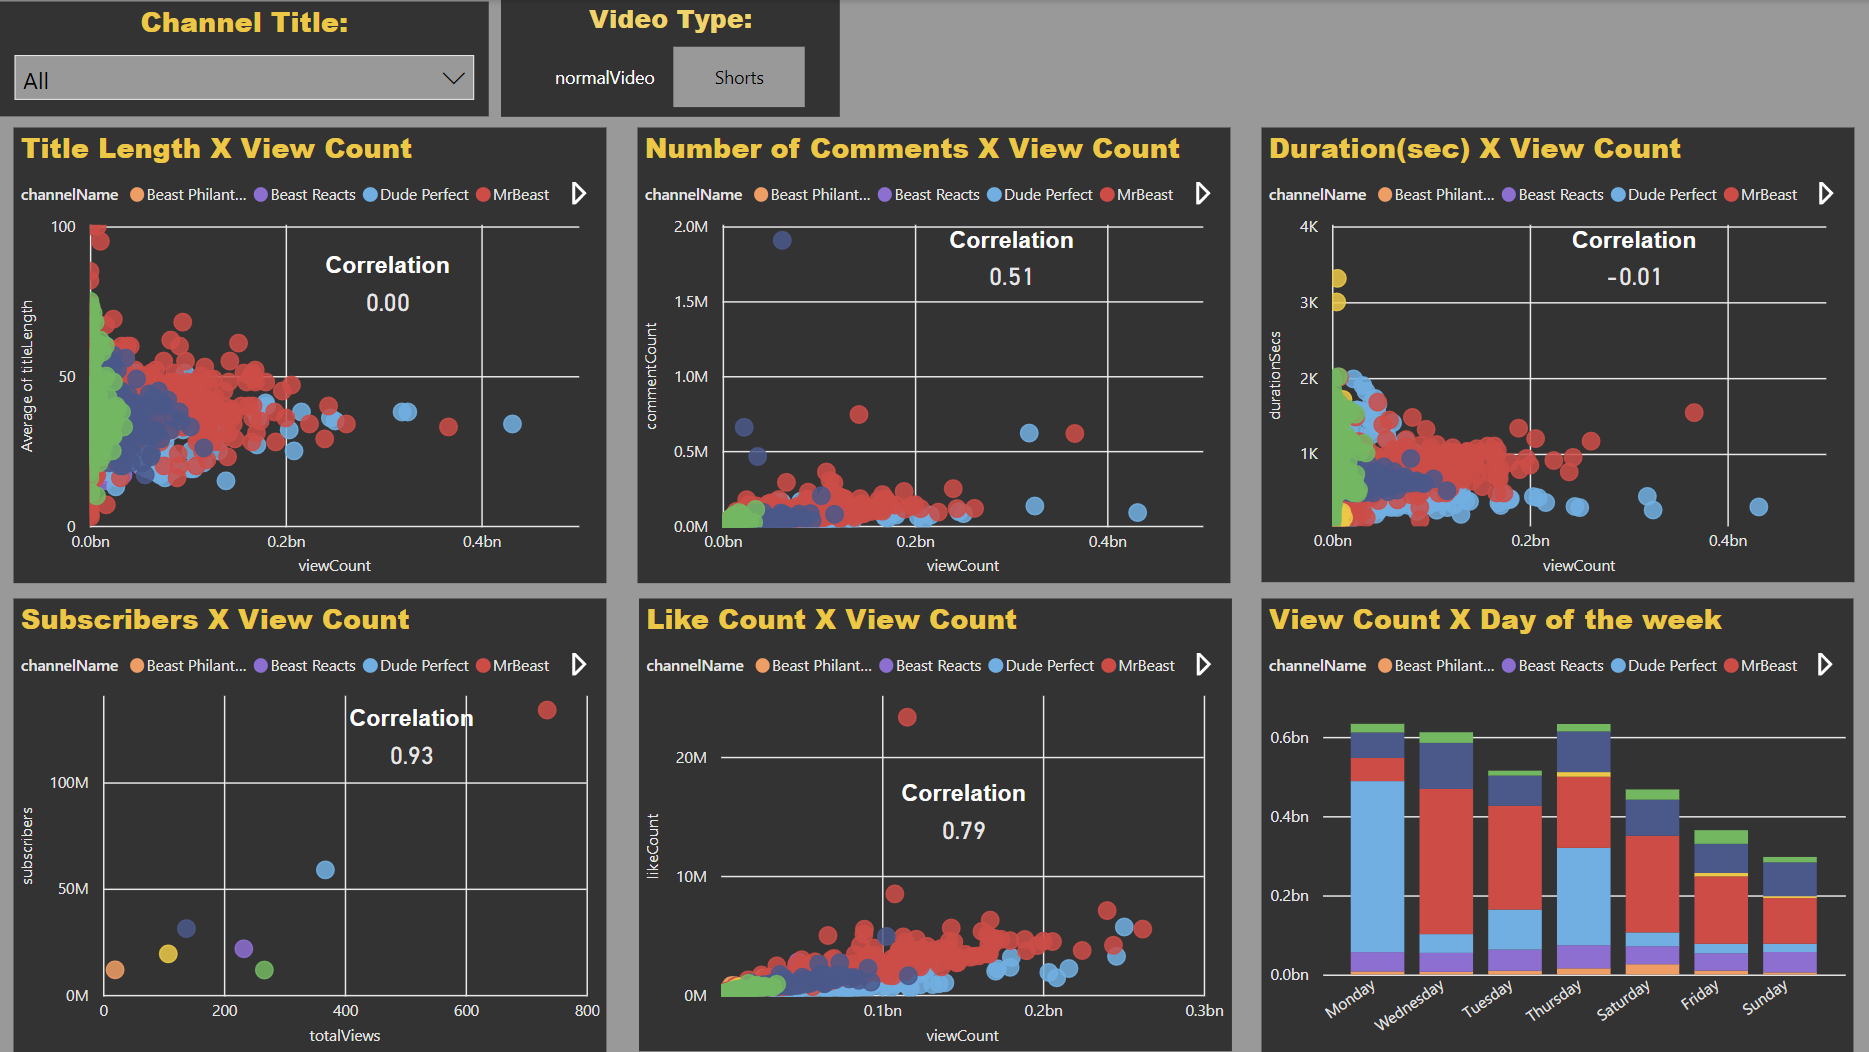 Channel Title:
All
Video Type:
normalVideo
Shorts
Title Length X View Count
channelName Beast Philant... Beast Reacts Dude Perfect MrBeast
Correlation
0.00
100
50
0
Average of titleLength
0.0bn 0.2bn 0.4bn
viewCount
Number of Comments X View Count
channelName Beast Philant... Beast Reacts Dude Perfect MrBeast
Correlation
0.51
2.0M
1.5M
1.0M
0.5M
0.0M
commentCount
0.0bn 0.2bn 0.4bn
viewCount
Duration(sec) X View Count
channelName Beast Philant... Beast Reacts Dude Perfect MrBeast
Correlation
-0.01
4K
3K
2K
1K
durationSecs
0.0bn 0.2bn 0.4bn
viewCount
Subscribers X View Count
channelName Beast Philant... Beast Reacts Dude Perfect MrBeast
Correlation
0.93
100M
50M
0M
subscribers
0 200 400 600 800
totalViews
Like Count X View Count
channelName Beast Philant... Beast Reacts Dude Perfect MrBeast
Correlation
0.79
20M
10M
0M
likeCount
0.1bn 0.2bn 0.3bn
viewCount
View Count X Day of the week
channelName Beast Philant... Beast Reacts Dude Perfect MrBeast
0.6bn
0.4bn
0.2bn
0.0bn
Monday Wednesday Tuesday Thursday Saturday Friday Sunday